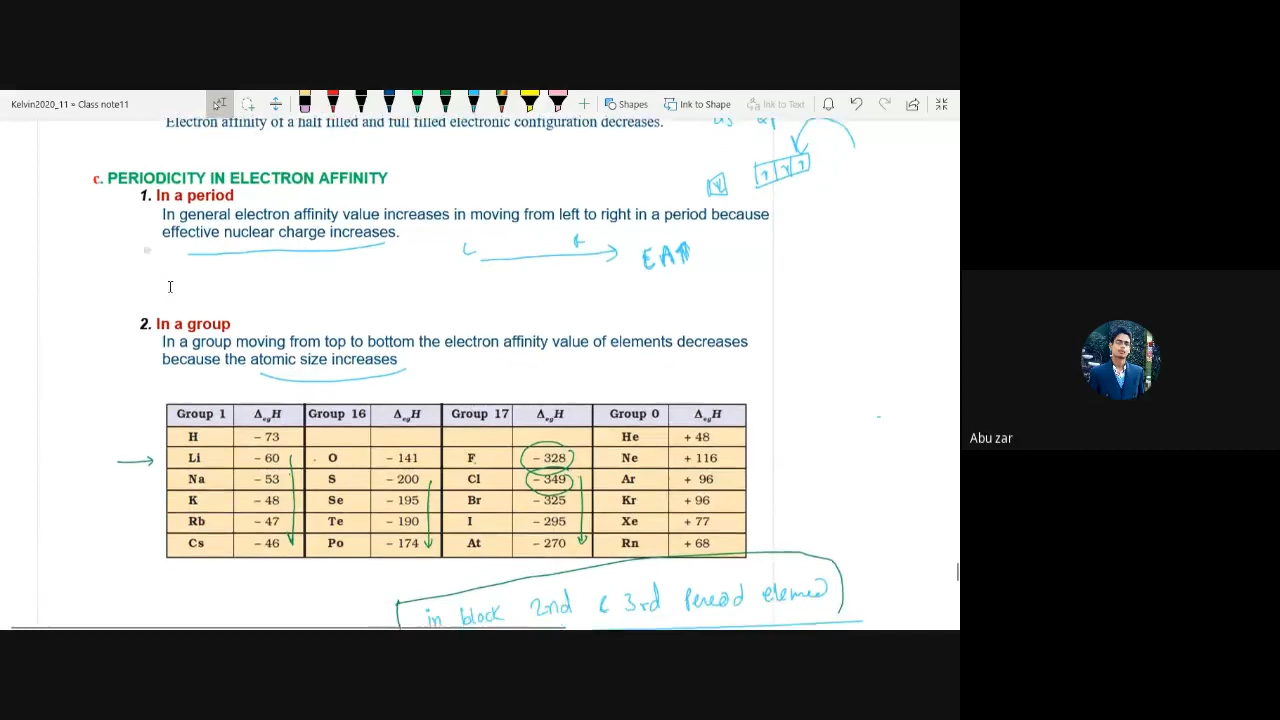 Kelvin2020_11 » Class note11
Shapes Ink to Shape Ink to Text
Electron affinity of a half filled and full filled electronic configuration decreases.
c. PERIODICITY IN ELECTRON AFFINITY
1. In a period
In general electron affinity value increases in moving from left to right in a period because
effective nuclear charge increases.
L R EA↑
2. In a group
In a group moving from top to bottom the electron affinity value of elements decreases
because the atomic size increases
Group 1 ΔegH Group 16 ΔegH Group 17 ΔegH Group 0 ΔegH
H – 73 He + 48
Li – 60 O – 141 F – 328 Ne + 116
Na – 53 S – 200 Cl – 349 Ar + 96
K – 48 Se – 195 Br – 325 Kr + 96
Rb – 47 Te – 190 I – 295 Xe + 77
Cs – 46 Po – 174 At – 270 Rn + 68
in block 2nd & 3rd Peread
Abu zar